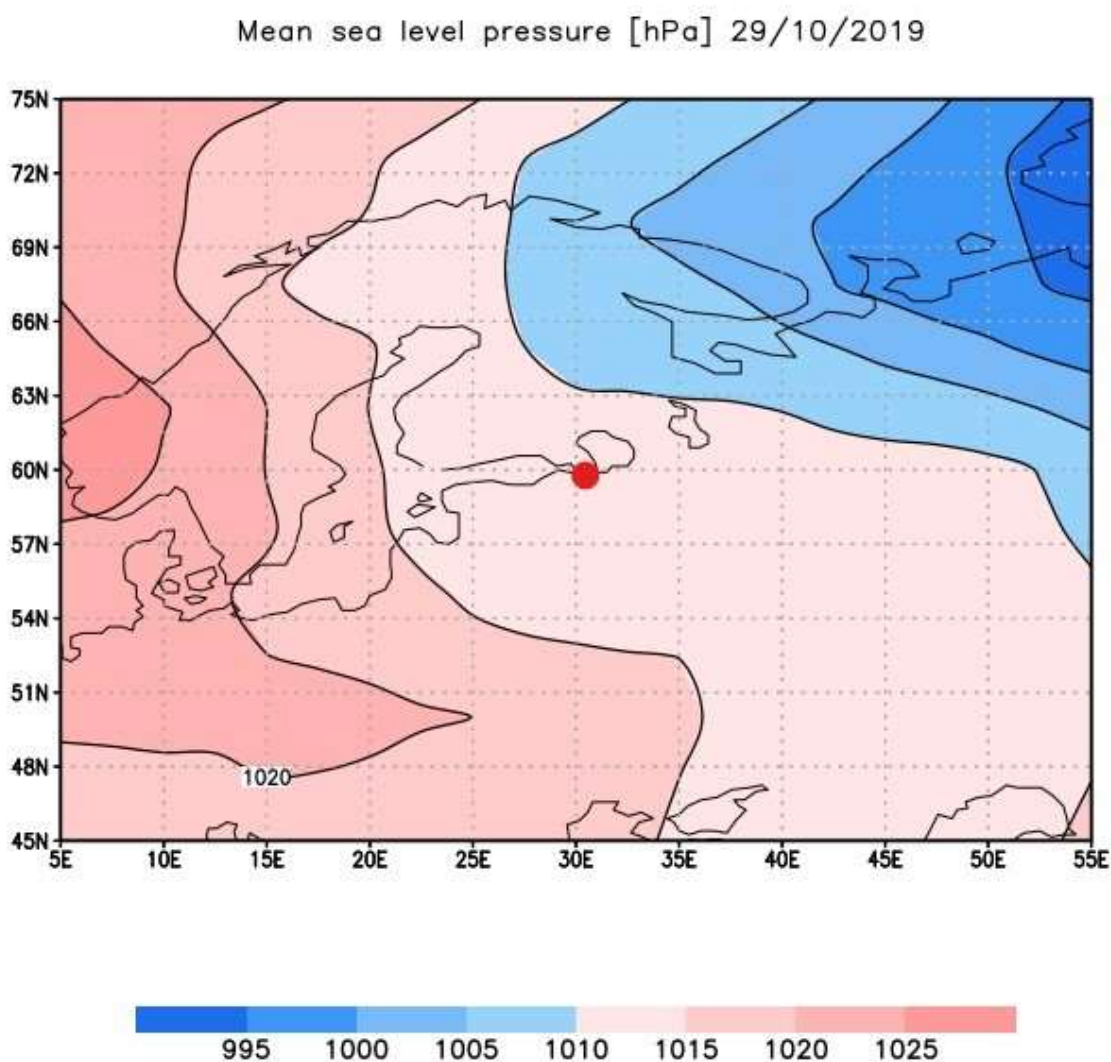 Mean sea level pressure [hPa] 29/10/2019
75N
72N
69N
66N
63N
60N
57N
54N
51N
48N
45N
1020
5E 10E 15E 20E 25E 30E 35E 40E 45E 50E 55E
995 1000 1005 1010 1015 1020 1025